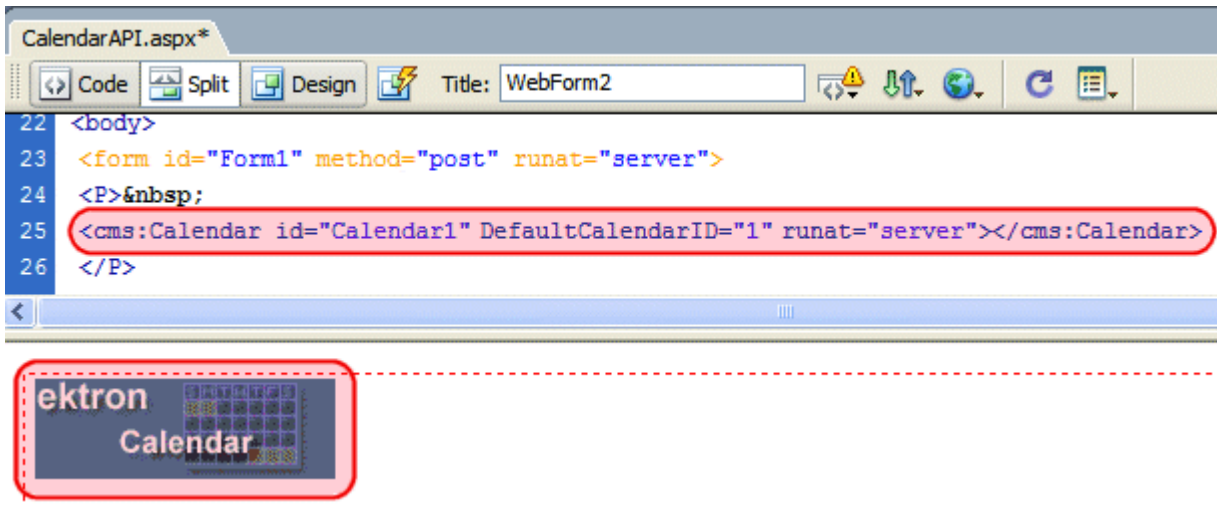 CalendarAPI.aspx*
Code Split Design Title: WebForm2
22 <body>
23 <form id="Form1" method="post" runat="server">
24 <P>&nbsp;
25 <cms:Calendar id="Calendar1" DefaultCalendarID="1" runat="server"></cms:Calendar>
26 </P>
ektron
S M T W T F S
Calendar